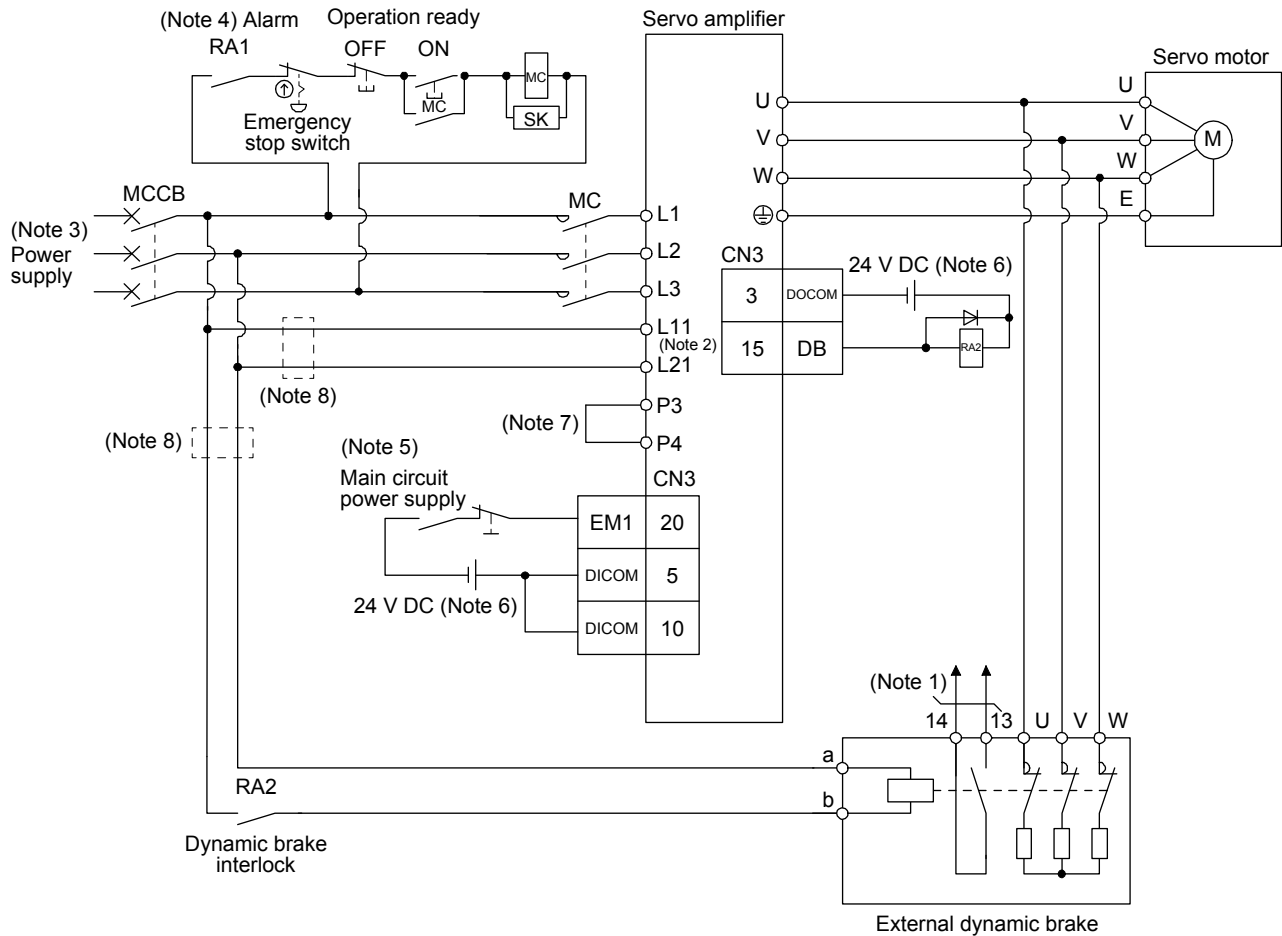 (Note 4) Alarm
RA1
Operation ready
OFF
ON
MC
MC
SK
Emergency
stop switch
Servo amplifier
Servo motor
U
V
W
U
V
W
E
M
MCCB
(Note 3)
Power
supply
MC
L1
L2
L3
L11
(Note 2)
L21
P3
P4
(Note 7)
(Note 8)
(Note 8)
CN3
3
DOCOM
15
DB
24 V DC (Note 6)
RA2
(Note 5)
Main circuit
power supply
CN3
EM1
20
DICOM
5
DICOM
10
24 V DC (Note 6)
(Note 1)
14
13
U
V
W
a
b
RA2
Dynamic brake
interlock
External dynamic brake